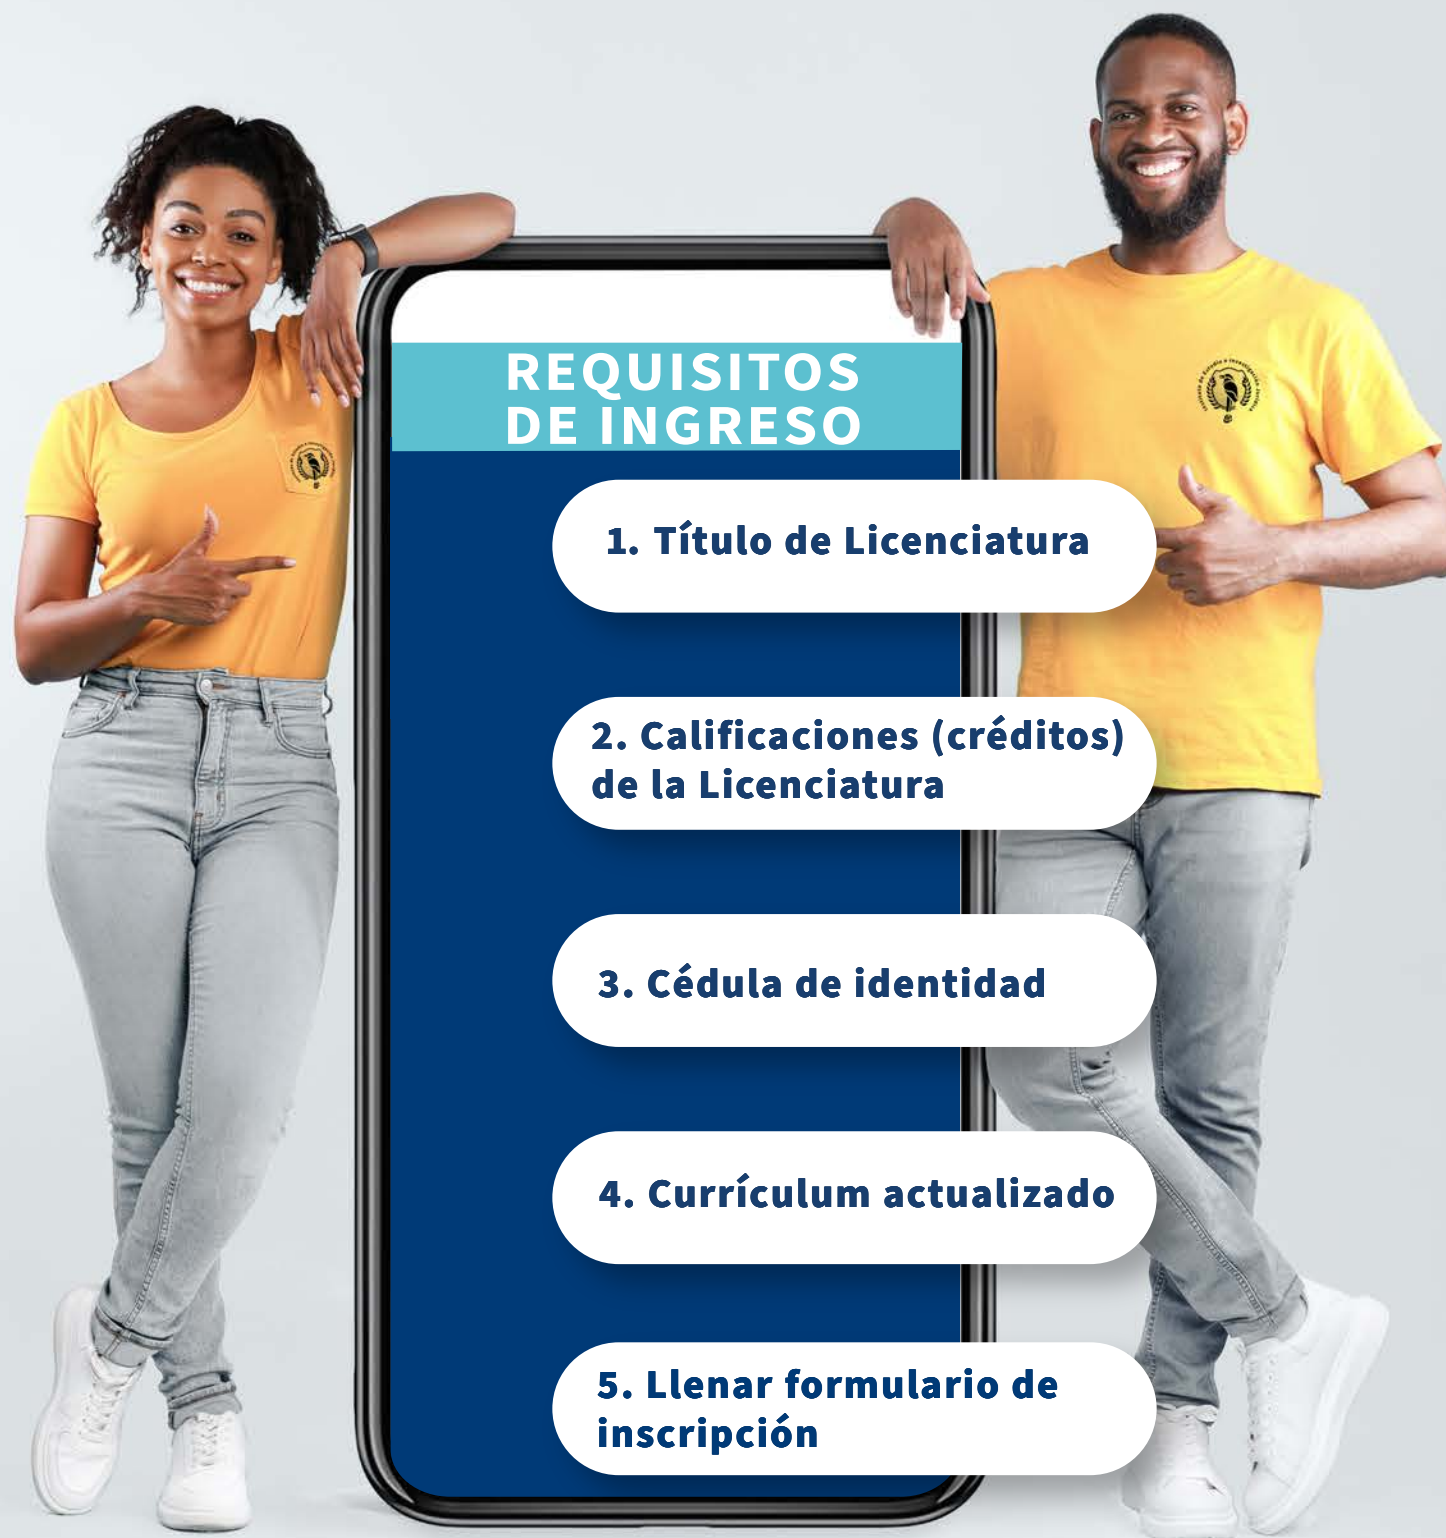 REQUISITOS
DE INGRESO
1. Título de Licenciatura
2. Calificaciones (créditos)
de la Licenciatura
3. Cédula de identidad
4. Currículum actualizado
5. Llenar formulario de
inscripción